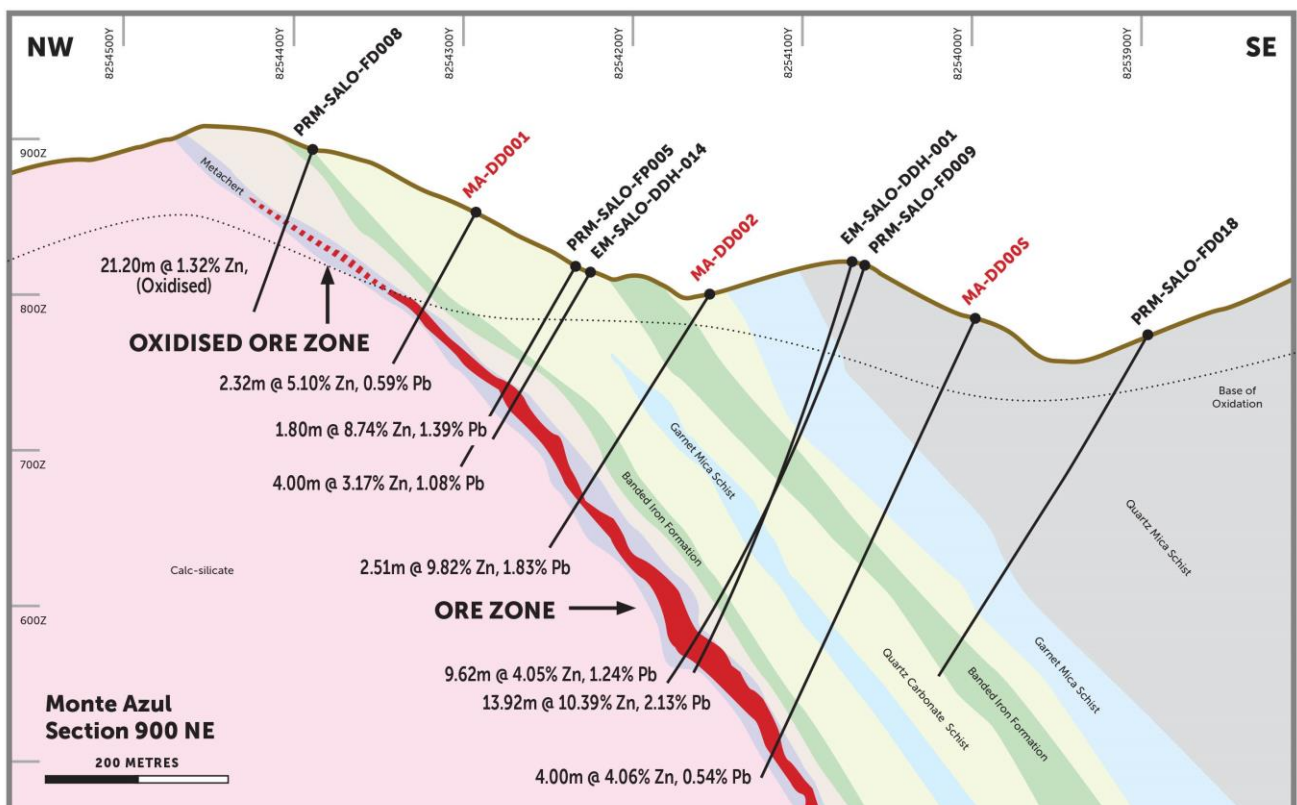 NW
SE
8254500Y
8254400Y
8254300Y
8254200Y
8254100Y
8254000Y
8253900Y
PRM-SALO-FD008
MA-DD001
PRM-SALO-FP005
EM-SALO-DDH-014
MA-DD002
EM-SALO-DDH-001
PRM-SALO-FD009
MA-DD00S
PRM-SALO-FD018
900Z
800Z
700Z
600Z
Metachert
21.20m @ 1.32% Zn,
(Oxidised)
OXIDISED ORE ZONE
2.32m @ 5.10% Zn, 0.59% Pb
1.80m @ 8.74% Zn, 1.39% Pb
4.00m @ 3.17% Zn, 1.08% Pb
2.51m @ 9.82% Zn, 1.83% Pb
ORE ZONE
9.62m @ 4.05% Zn, 1.24% Pb
13.92m @ 10.39% Zn, 2.13% Pb
4.00m @ 4.06% Zn, 0.54% Pb
Calc-silicate
Banded Iron Formation
Garnet Mica Schist
Quartz Carbonate Schist
Banded Iron Formation
Garnet Mica Schist
Quartz Mica Schist
Base of
Oxidation
Monte Azul
Section 900 NE
200 METRES